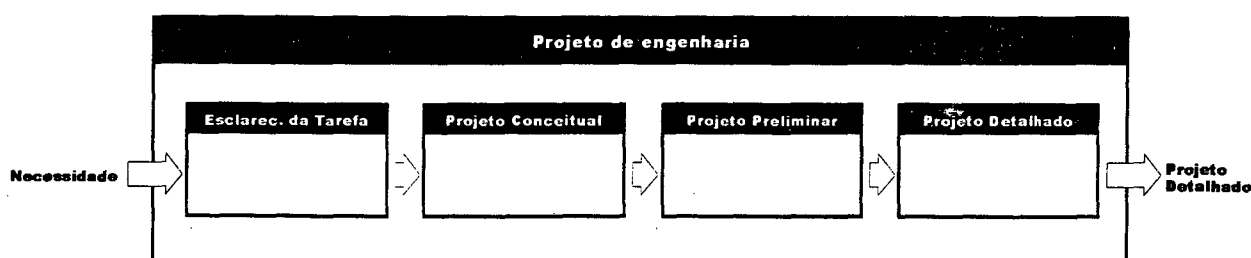 Projeto de engenharia
Esclarec. da Tarefa
Projeto Conceitual
Projeto Preliminar
Projeto Detalhado
Necessidade
Projeto
Detalhado